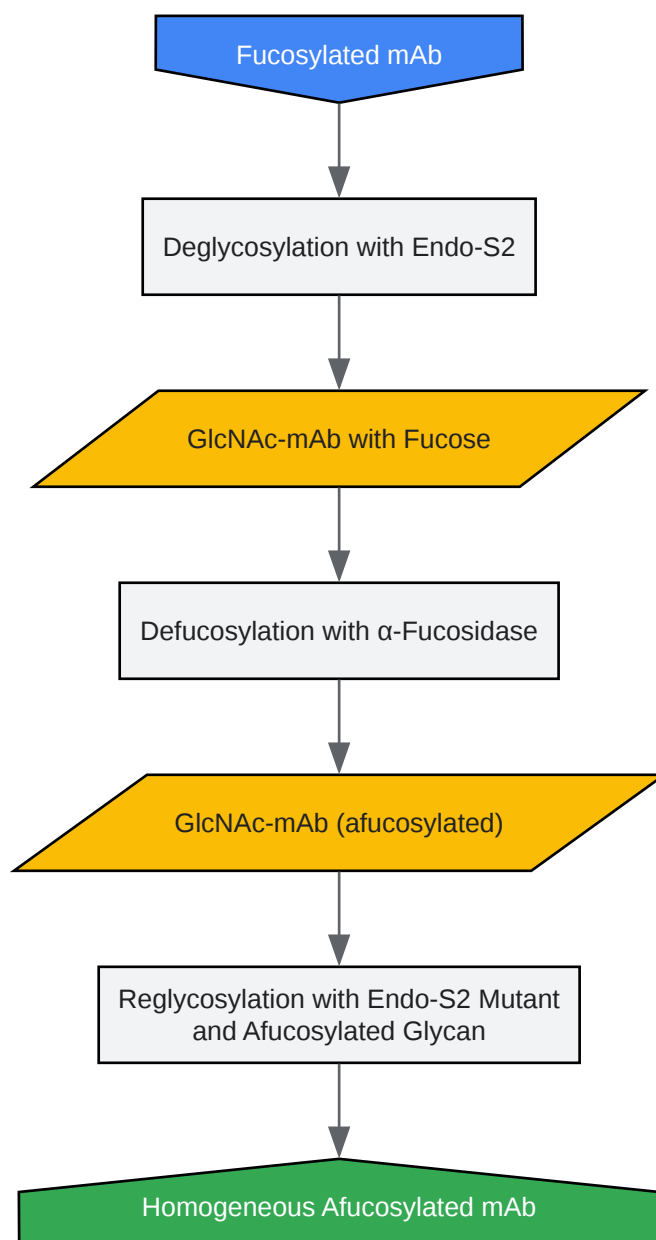 Fucosylated mAb
Deglycosylation with Endo-S2
GlcNAc-mAb with Fucose
Defucosylation with α-Fucosidase
GlcNAc-mAb (afucosylated)
Reglycosylation with Endo-S2 Mutant
and Afucosylated Glycan
Homogeneous Afucosylated mAb